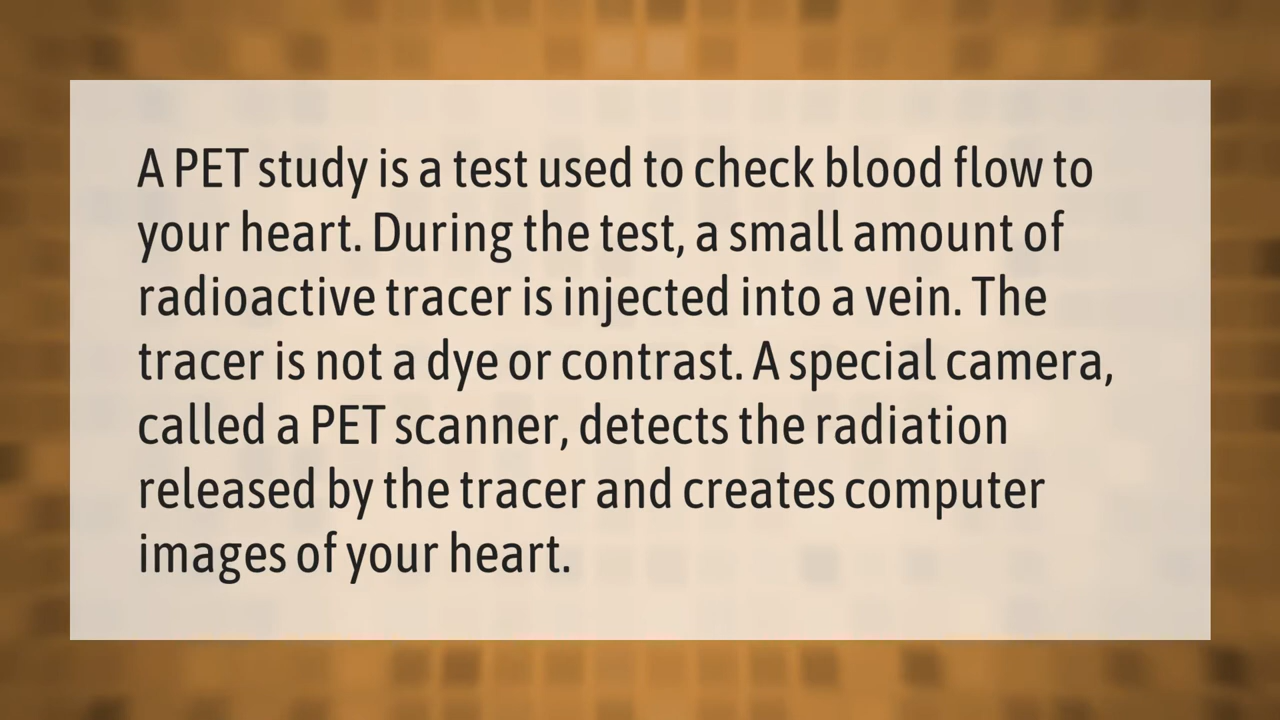 A PET study is a test used to check blood flow to
your heart. During the test, a small amount of
radioactive tracer is injected into a vein. The
tracer is not a dye or contrast. A special camera,
called a PET scanner, detects the radiation
released by the tracer and creates computer
images of your heart.